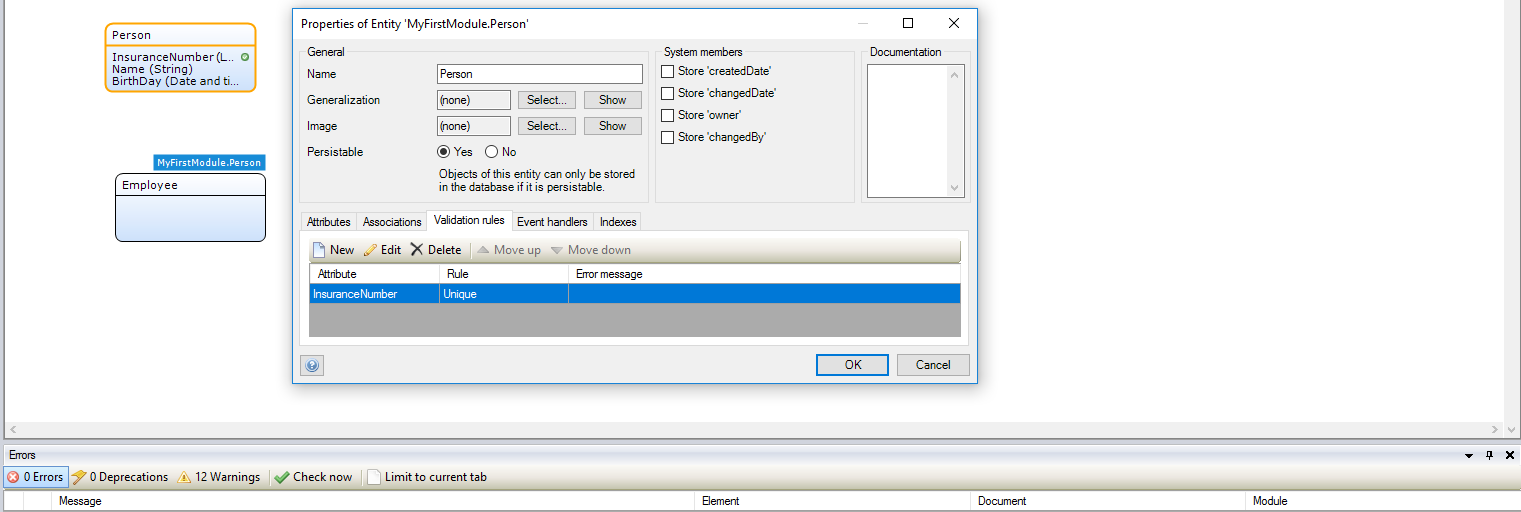 Person
InsuranceNumber (L...
Name (String)
BirthDay (Date and ti...
MyFirstModule.Person
Employee
Properties of Entity 'MyFirstModule.Person'
General
Name
Person
Generalization
(none)
Select...
Show
Image
(none)
Select...
Show
Persistable
Yes
No
Objects of this entity can only be stored
in the database if it is persistable.
System members
Store 'createdDate'
Store 'changedDate'
Store 'owner'
Store 'changedBy'
Documentation
Attributes
Associations
Validation rules
Event handlers
Indexes
New
Edit
Delete
Move up
Move down
Attribute
Rule
Error message
InsuranceNumber
Unique
OK
Cancel
Errors
0 Errors
0 Deprecations
12 Warnings
Check now
Limit to current tab
Message
Element
Document
Module